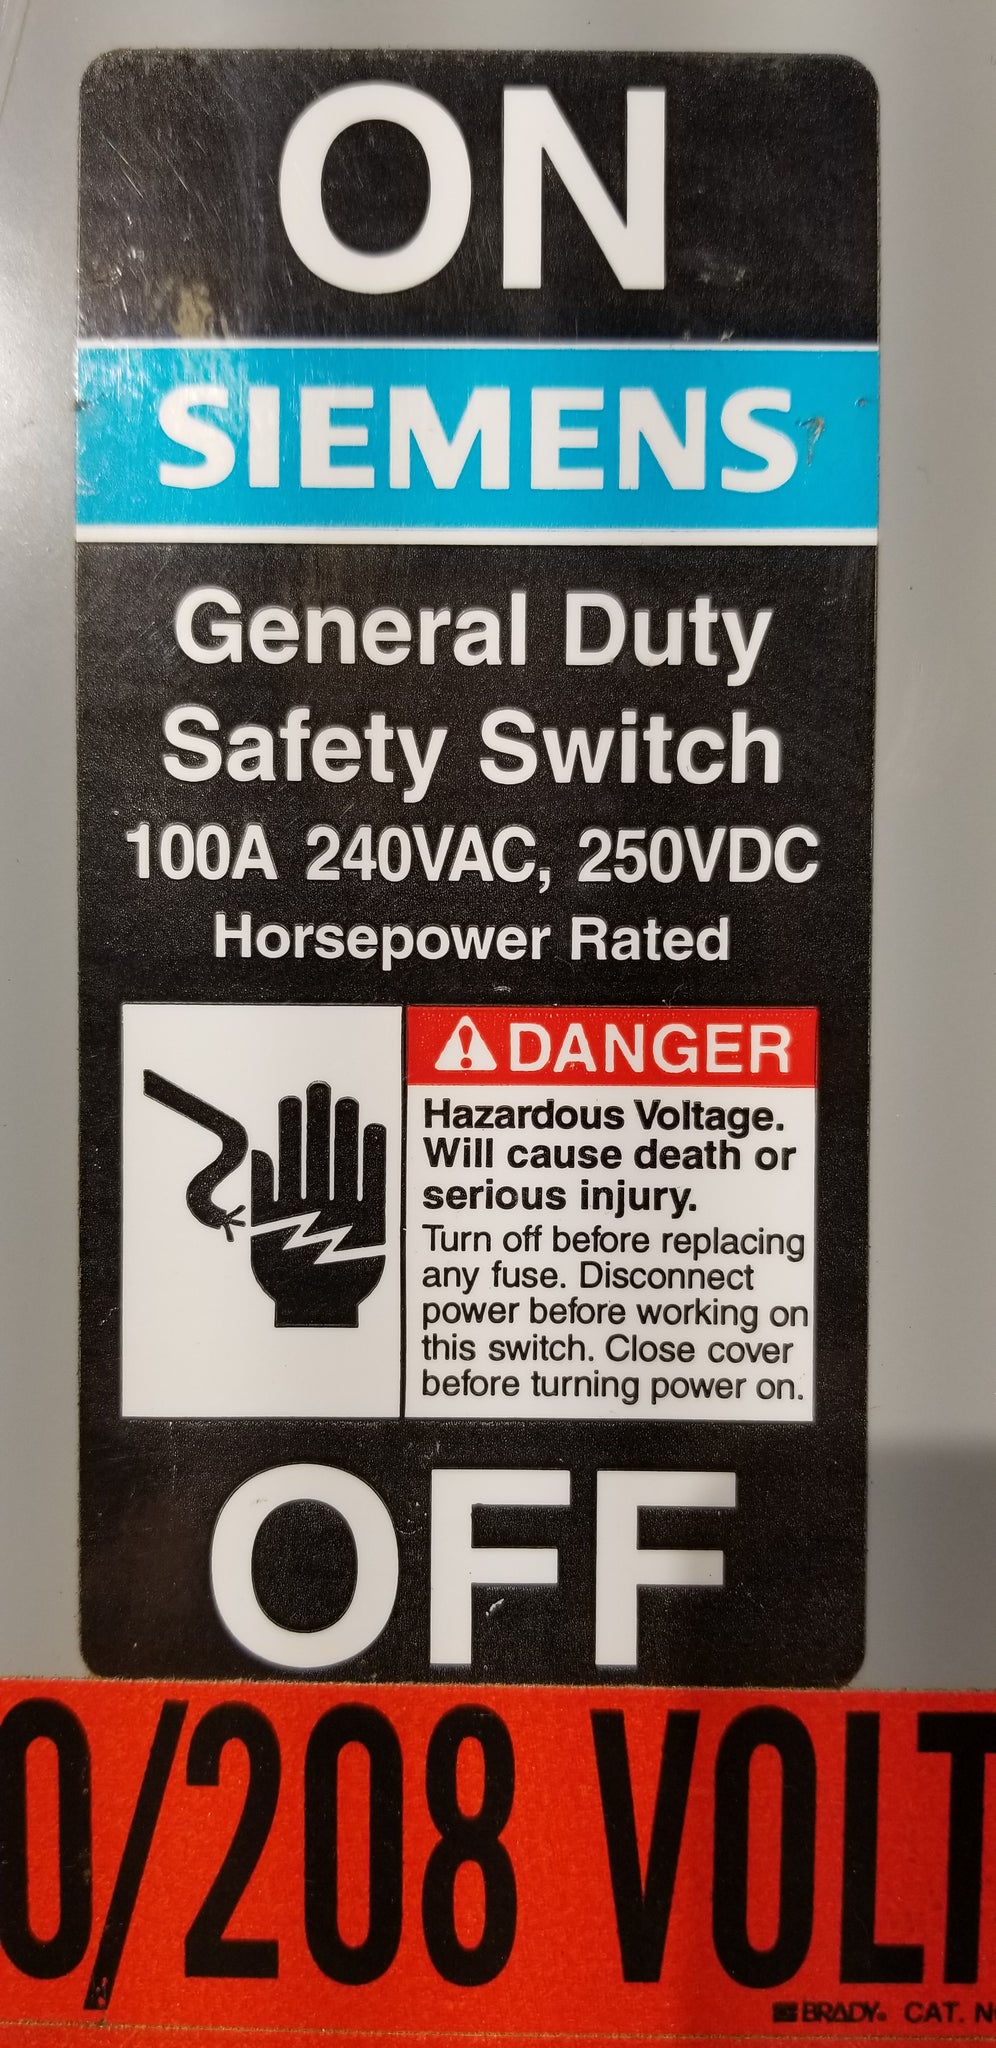 ON
SIEMENS
General Duty
Safety Switch
100A 240VAC, 250VDC
Horsepower Rated
DANGER
Hazardous Voltage.
Will cause death or
serious injury.
Turn off before replacing
any fuse. Disconnect
power before working on
this switch. Close cover
before turning power on.
OFF
0/208 VOLT
BRADY. CAT. N